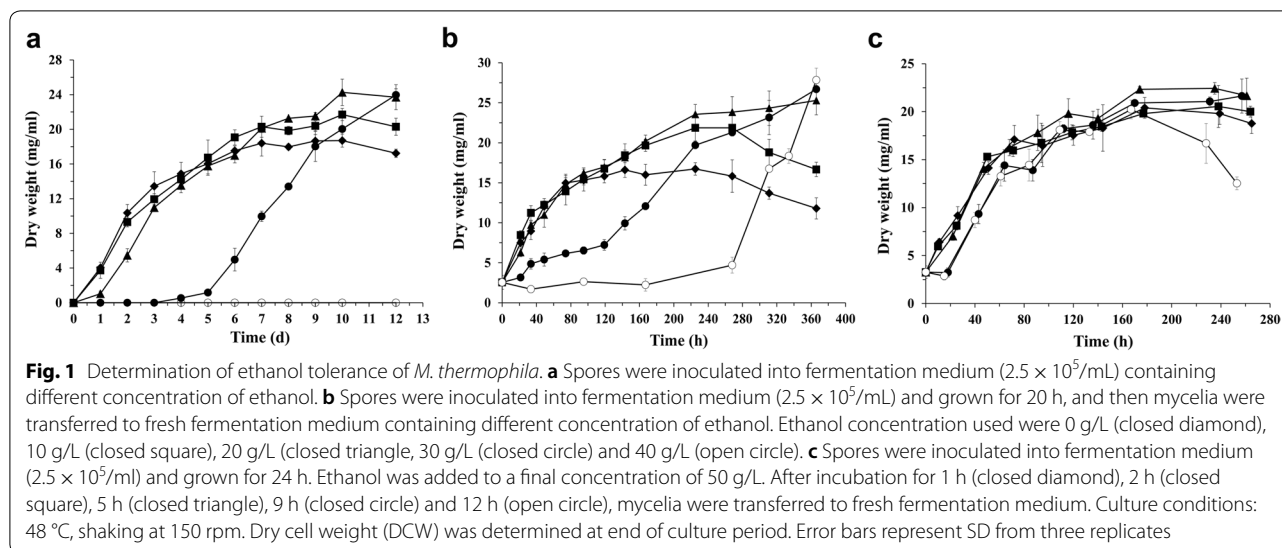 a
b
c
28
24
20
16
12
8
4
0
Dry weight (mg/ml)
0 1 2 3 4 5 6 7 8 9 10 11 12 13
Time (d)
30
25
20
15
10
5
0
Dry weight (mg/ml)
0 40 80 120 160 200 240 280 320 360 400
Time (h)
25
20
15
10
5
0
Dry weight (mg/ml)
0 40 80 120 160 200 240 280
Time (h)
Fig. 1 Determination of ethanol tolerance of M. thermophila. a Spores were inoculated into fermentation medium (2.5 × 10⁵/mL) containing
different concentration of ethanol. b Spores were inoculated into fermentation medium (2.5 × 10⁵/mL) and grown for 20 h, and then mycelia were
transferred to fresh fermentation medium containing different concentration of ethanol. Ethanol concentration used were 0 g/L (closed diamond),
10 g/L (closed square), 20 g/L (closed triangle, 30 g/L (closed circle) and 40 g/L (open circle). c Spores were inoculated into fermentation medium
(2.5 × 10⁵/ml) and grown for 24 h. Ethanol was added to a final concentration of 50 g/L. After incubation for 1 h (closed diamond), 2 h (closed
square), 5 h (closed triangle), 9 h (closed circle) and 12 h (open circle), mycelia were transferred to fresh fermentation medium. Culture conditions:
48 °C, shaking at 150 rpm. Dry cell weight (DCW) was determined at end of culture period. Error bars represent SD from three replicates